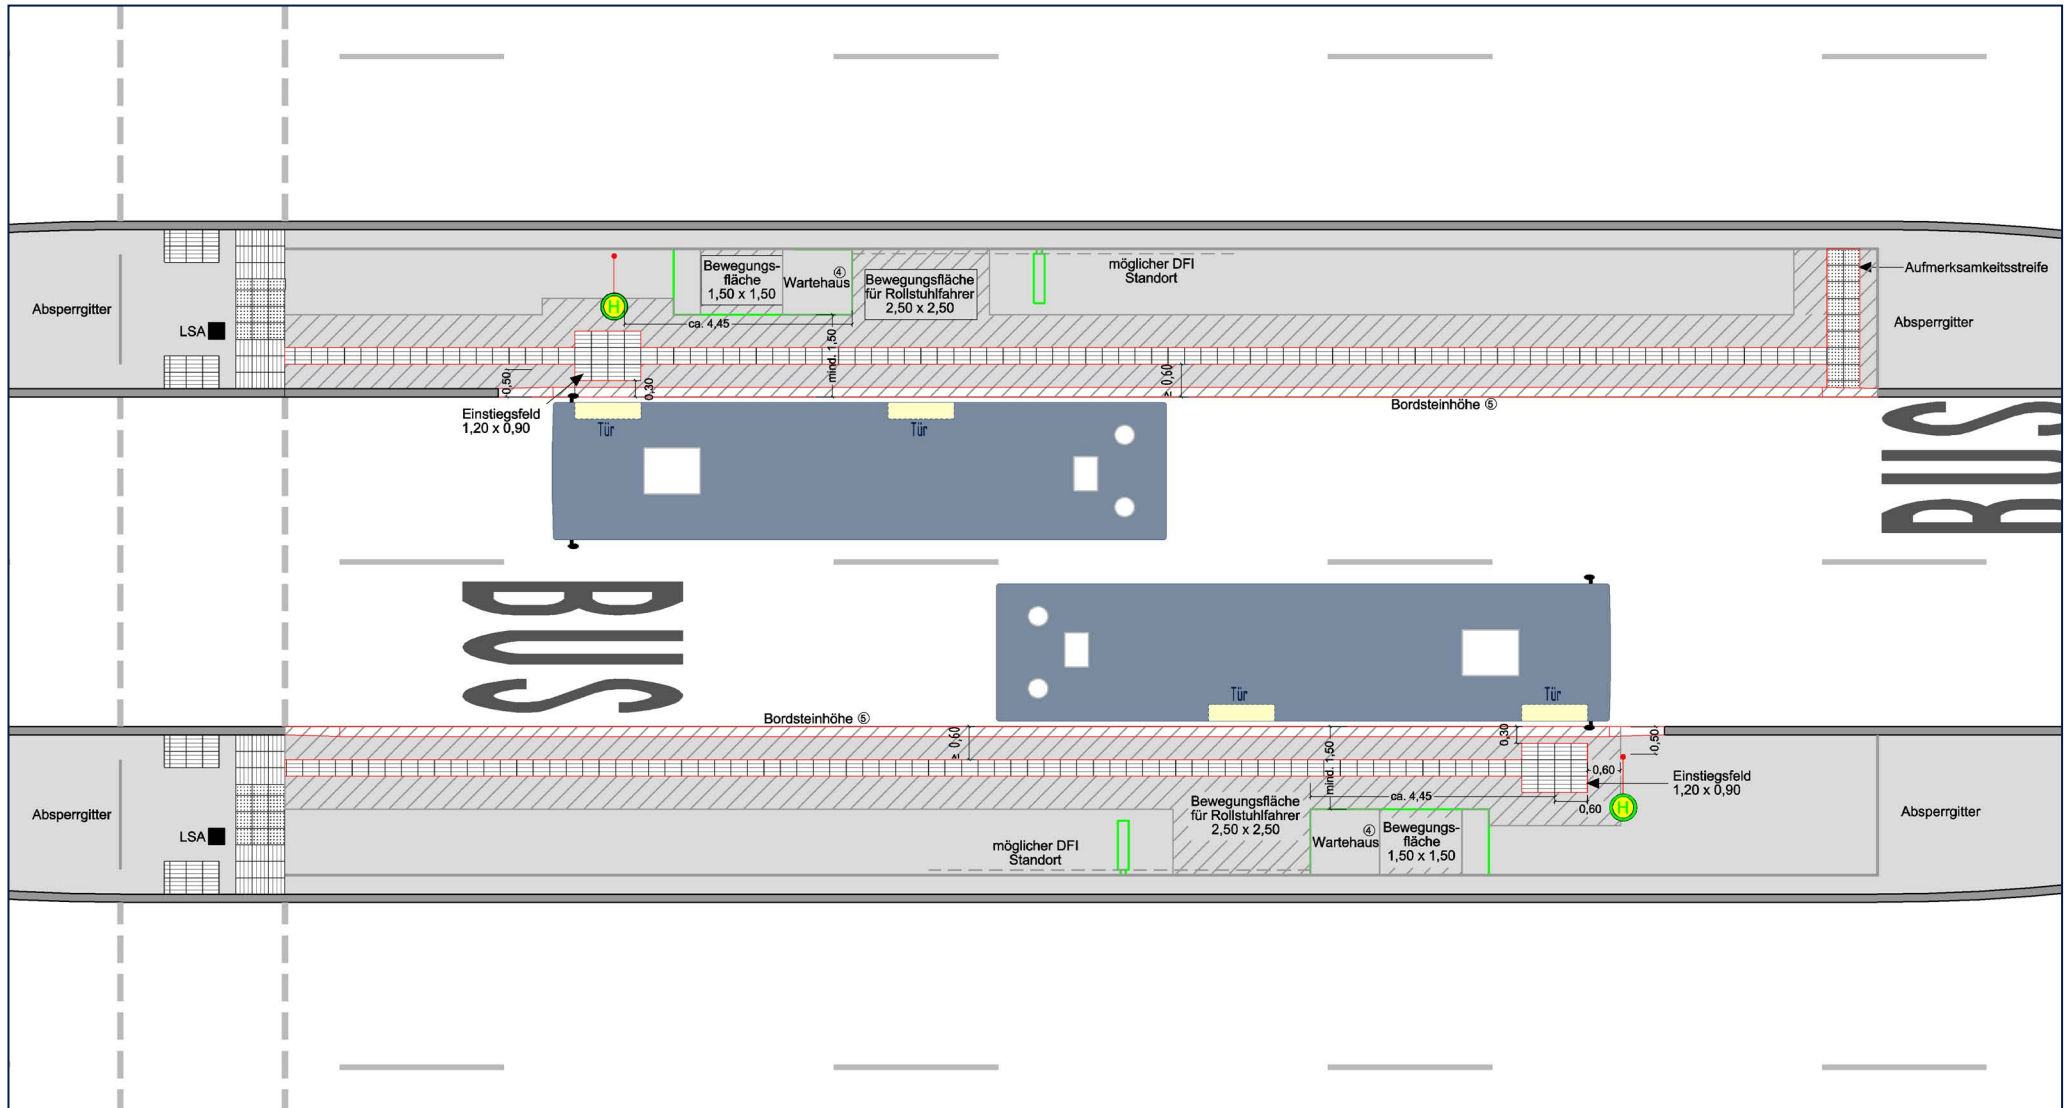 Absperrgitter
LSA
H
Bewegungs-
fläche
1,50 x 1,50
④
Wartehaus
Bewegungsfläche
für Rollstuhlfahrer
2,50 x 2,50
möglicher DFI
Standort
Aufmerksamkeitsstreife
Absperrgitter
ca. 4,45
mind. 1,50
0,50
0,30
≥ 0,60
Einstiegsfeld
1,20 x 0,90
Bordsteinhöhe ⑤
Tür
Tür
BUS
BUS
Tür
Tür
Bordsteinhöhe ⑤
≥ 0,60
mind. 1,50
0,30
0,50
0,60
Einstiegsfeld
1,20 x 0,90
ca. 4,45
0,60
H
Absperrgitter
LSA
Bewegungsfläche
für Rollstuhlfahrer
2,50 x 2,50
möglicher DFI
Standort
④
Wartehaus
Bewegungs-
fläche
1,50 x 1,50
Absperrgitter